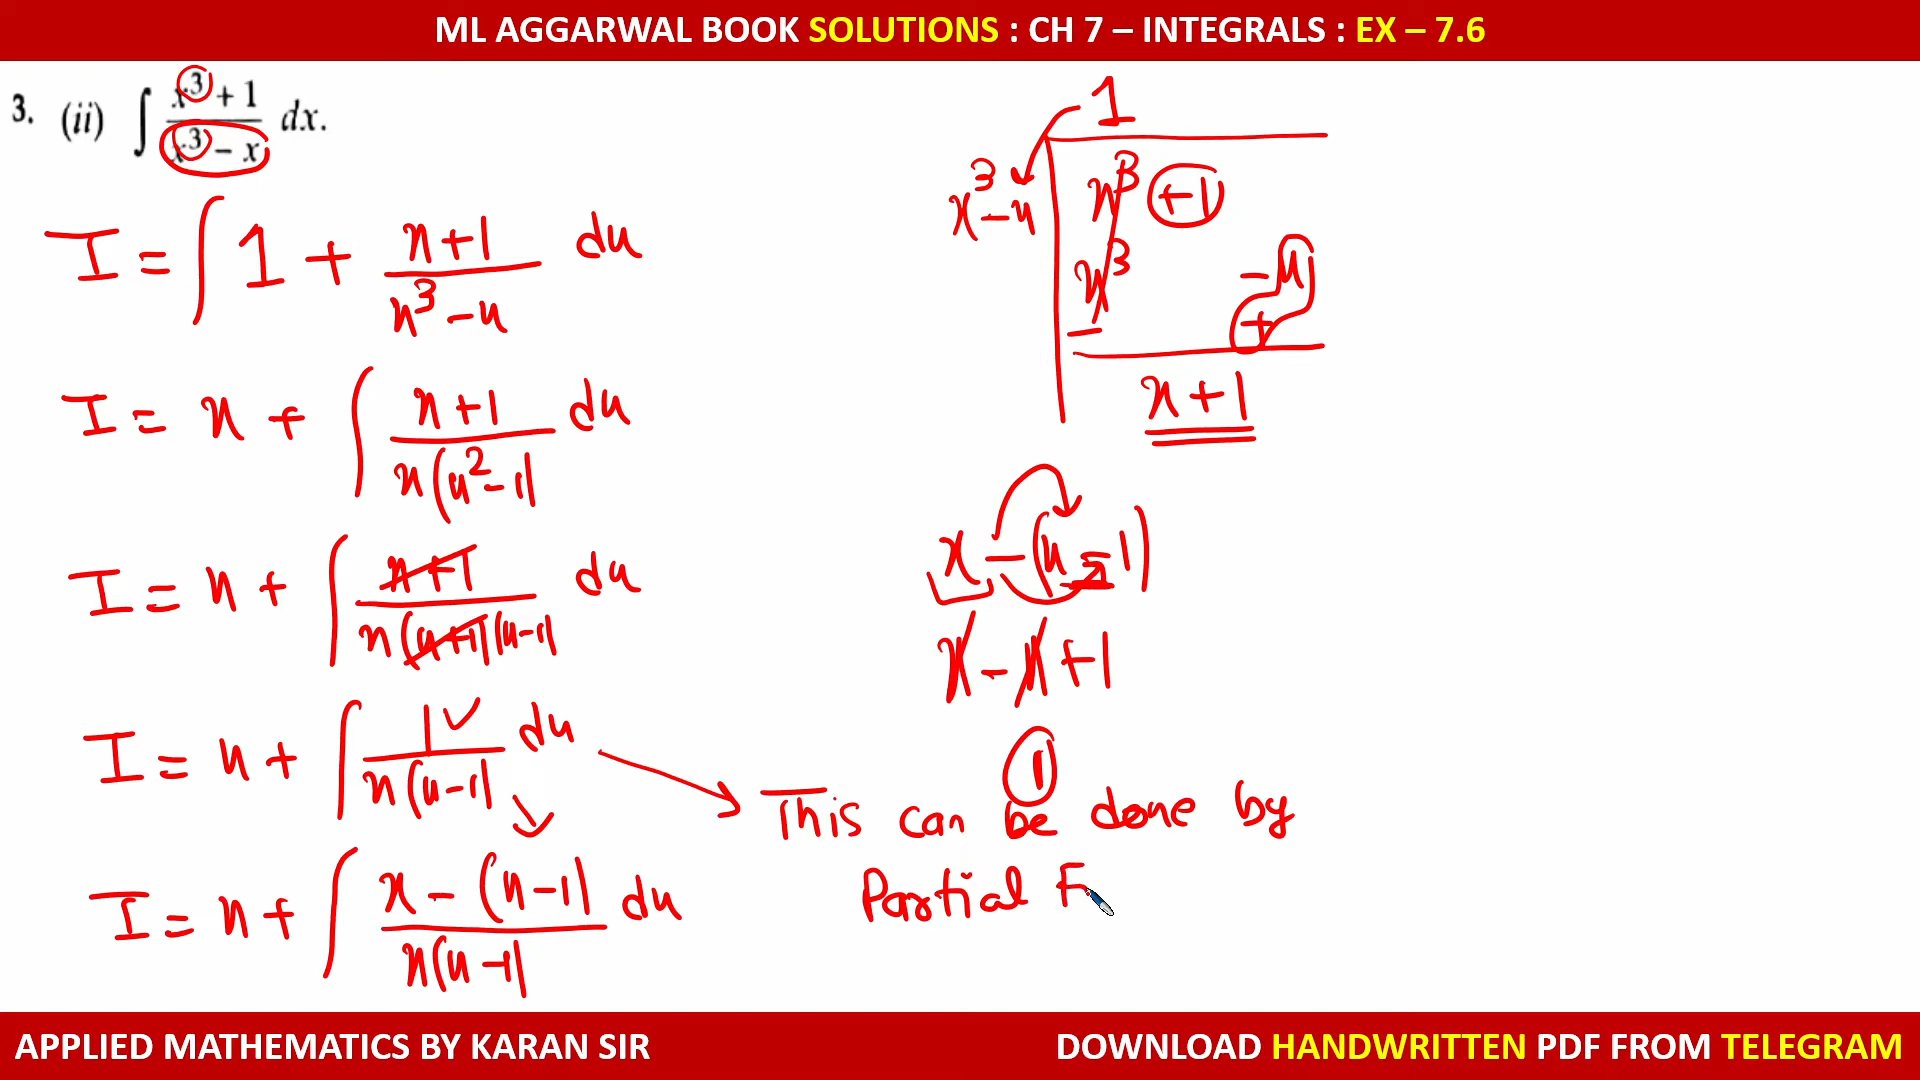 ML AGGARWAL BOOK SOLUTIONS : CH 7 – INTEGRALS : EX – 7.6
3. (ii) ∫ (x³ + 1)/(x³ – x) dx.
I = ∫ 1 + (x+1)/(x³ – x) dx
I = x + ∫ (x+1)/(x(x² – 1)) dx
I = x + ∫ (x+1)/(x(x+1)(x–1)) dx
I = x + ∫ 1/(x(x–1)) dx
I = x + ∫ (x – (x–1))/(x(x–1)) dx
1
x³ – x
x³ +1
x³ – x
– +
x+1
x – (x – 1)
x – x + 1
1
This can be done by
Partial F
APPLIED MATHEMATICS BY KARAN SIR
DOWNLOAD HANDWRITTEN PDF FROM TELEGRAM